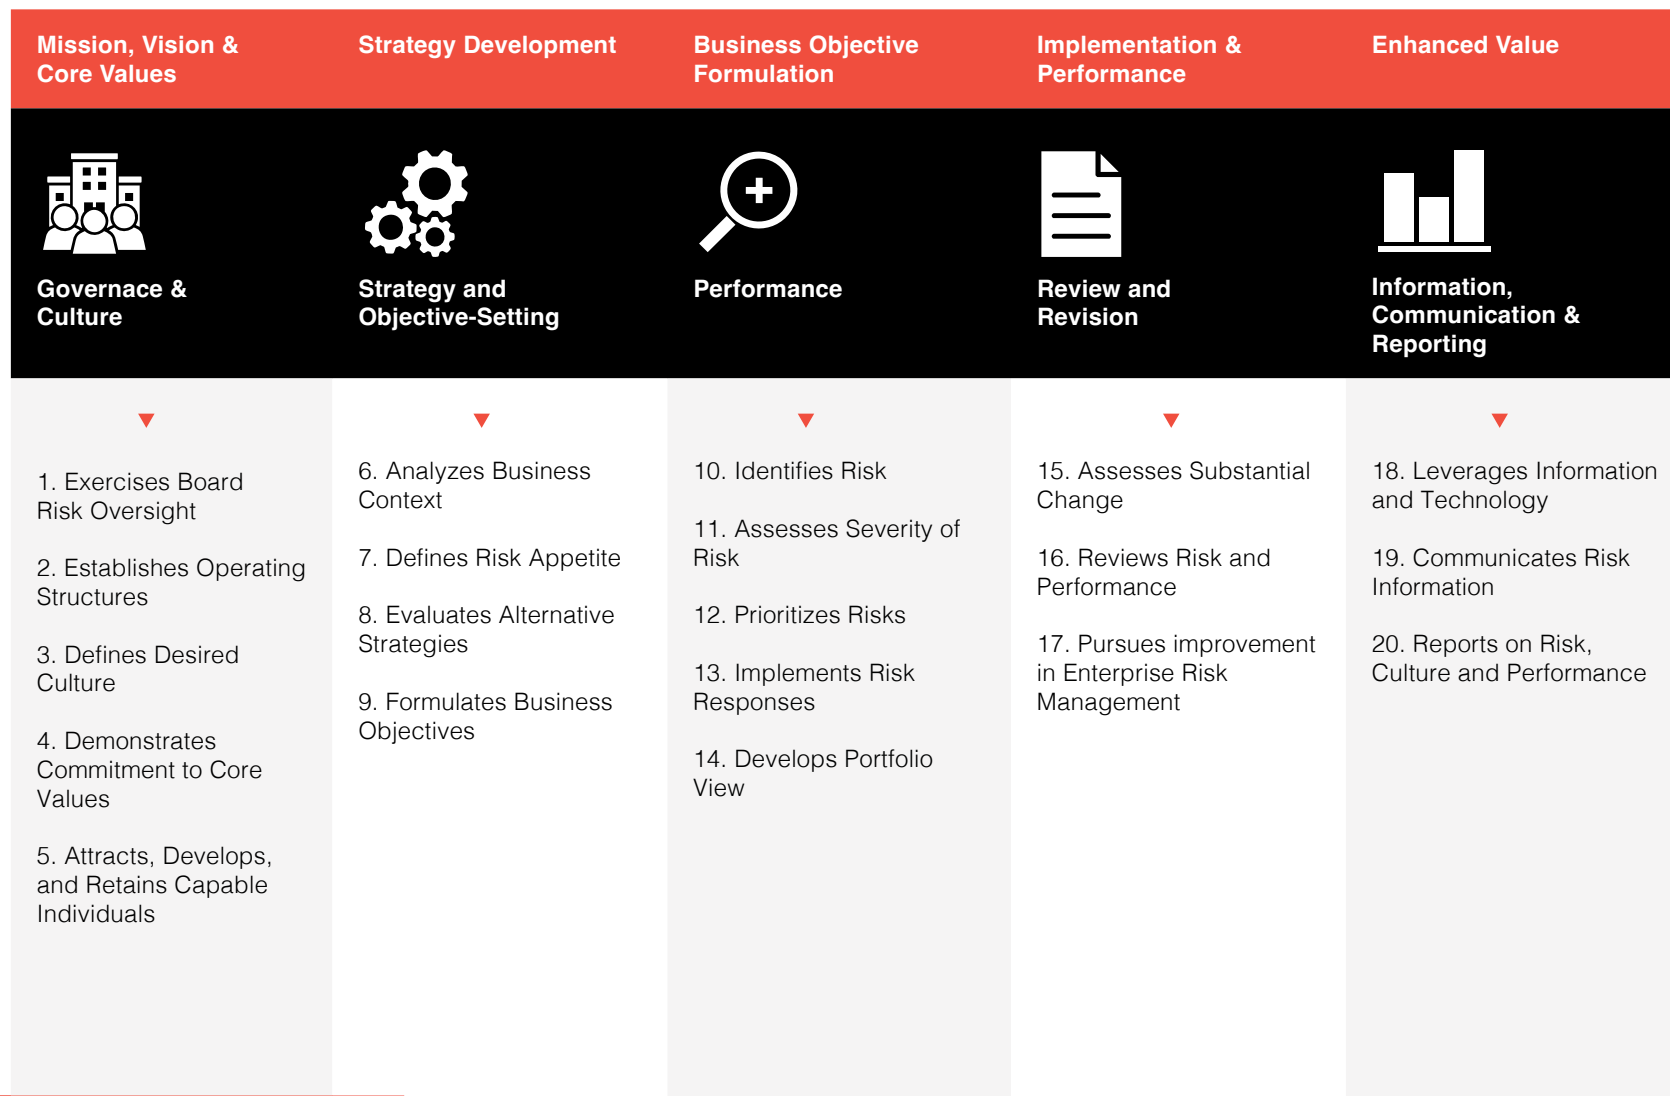 Mission, Vision &
Core Values
Strategy Development
Business Objective
Formulation
Implementation &
Performance
Enhanced Value
Governace &
Culture
Strategy and
Objective-Setting
Performance
Review and
Revision
Information,
Communication &
Reporting
1. Exercises Board
Risk Oversight
2. Establishes Operating
Structures
3. Defines Desired
Culture
4. Demonstrates
Commitment to Core
Values
5. Attracts, Develops,
and Retains Capable
Individuals
6. Analyzes Business
Context
7. Defines Risk Appetite
8. Evaluates Alternative
Strategies
9. Formulates Business
Objectives
10. Identifies Risk
11. Assesses Severity of
Risk
12. Prioritizes Risks
13. Implements Risk
Responses
14. Develops Portfolio
View
15. Assesses Substantial
Change
16. Reviews Risk and
Performance
17. Pursues improvement
in Enterprise Risk
Management
18. Leverages Information
and Technology
19. Communicates Risk
Information
20. Reports on Risk,
Culture and Performance